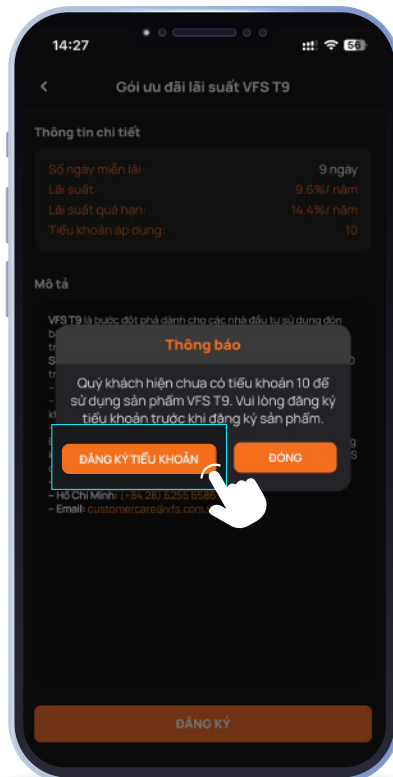 14:27
56
Gói ưu đãi lãi suất VFS T9
Thông tin chi tiết
Số ngày miễn lãi: 9 ngày
Lãi suất: 9.6%/ năm
Lãi suất quá hạn: 14,4%/ năm
Tiểu khoản áp dụng: 10
Mô tả
VFS T9 là bước đột phá dành cho các nhà đầu tư sử dụng đòn
Thông báo
Quý khách hiện chưa có tiểu khoản 10 để
sử dụng sản phẩm VFS T9. Vui lòng đăng ký
tiểu khoản trước khi đăng ký sản phẩm.
ĐĂNG KÝ TIỂU KHOẢN
ĐÓNG
– Hồ Chí Minh: (+84 28) 6255 6586
– Email: customercare@vfs.com
ĐĂNG KÝ